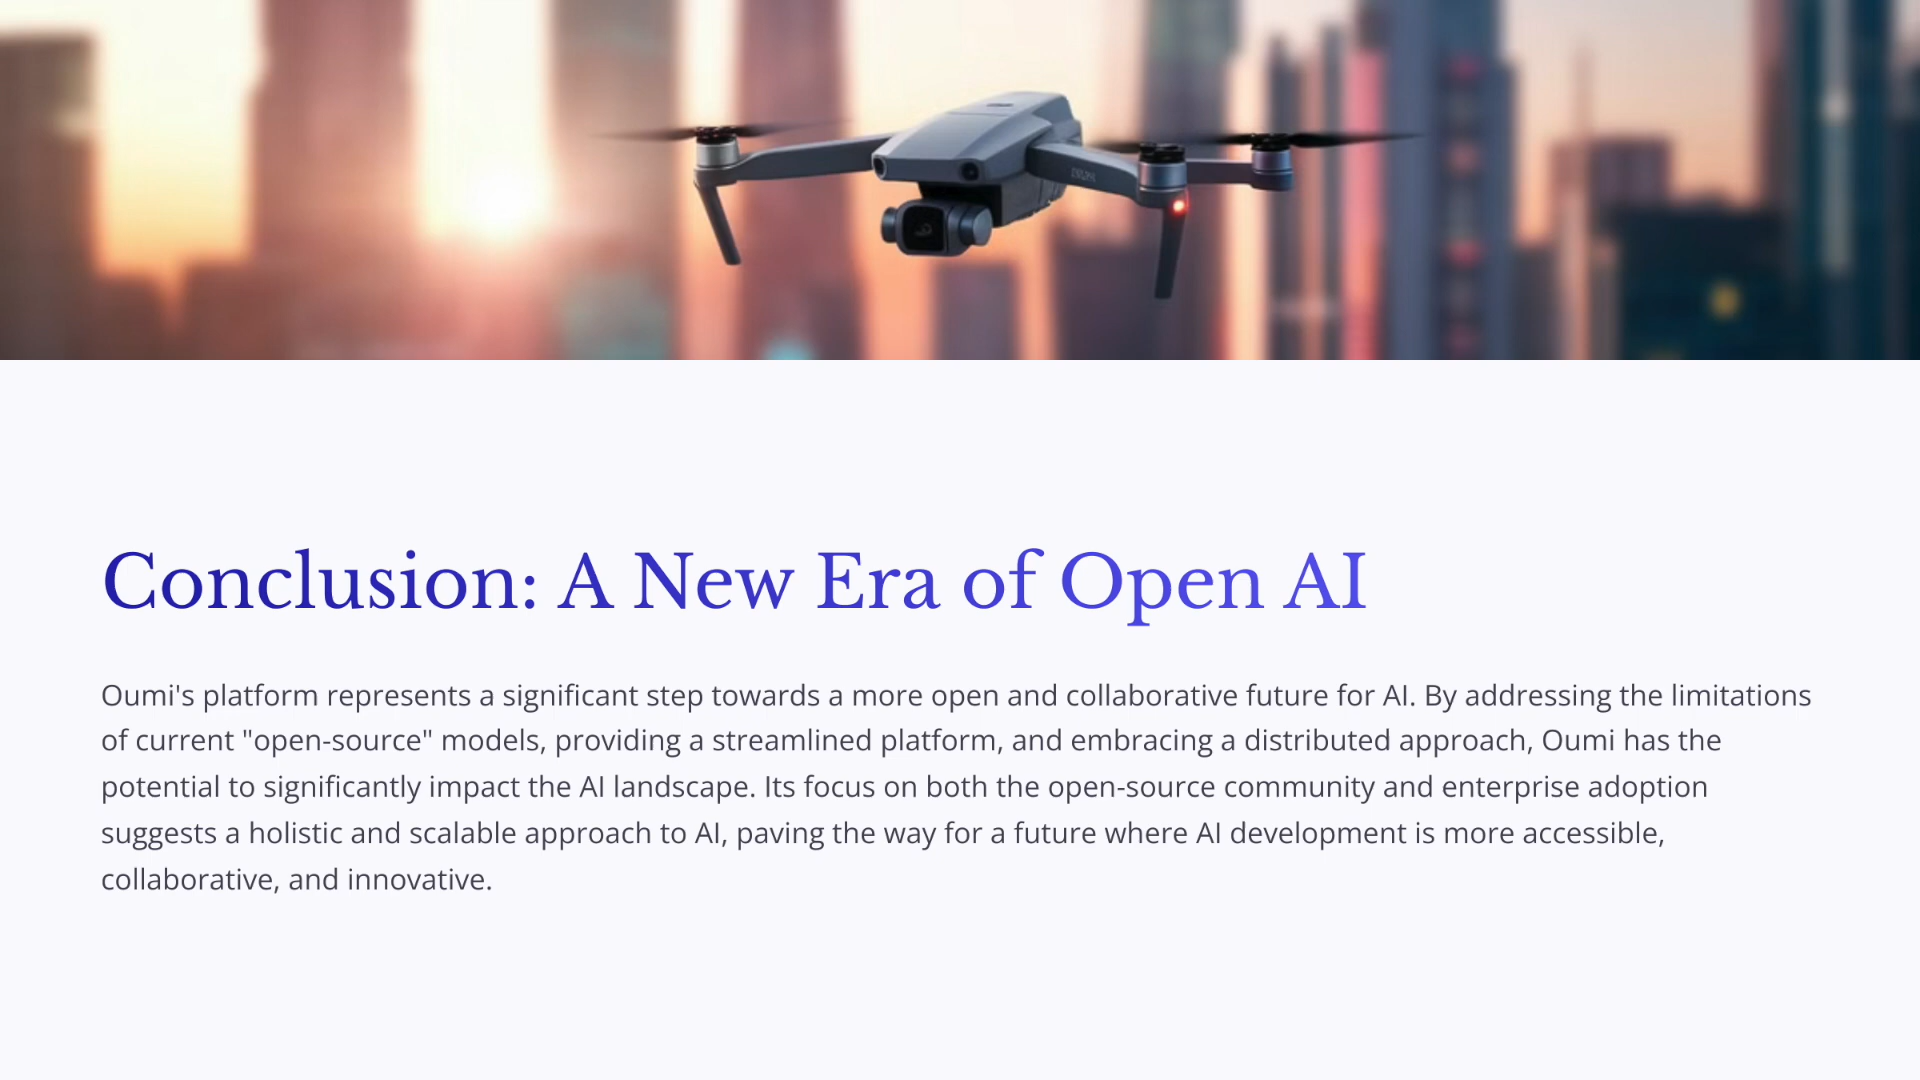 Conclusion: A New Era of Open AI
Oumi's platform represents a significant step towards a more open and collaborative future for AI. By addressing the limitations
of current "open-source" models, providing a streamlined platform, and embracing a distributed approach, Oumi has the
potential to significantly impact the AI landscape. Its focus on both the open-source community and enterprise adoption
suggests a holistic and scalable approach to AI, paving the way for a future where AI development is more accessible,
collaborative, and innovative.